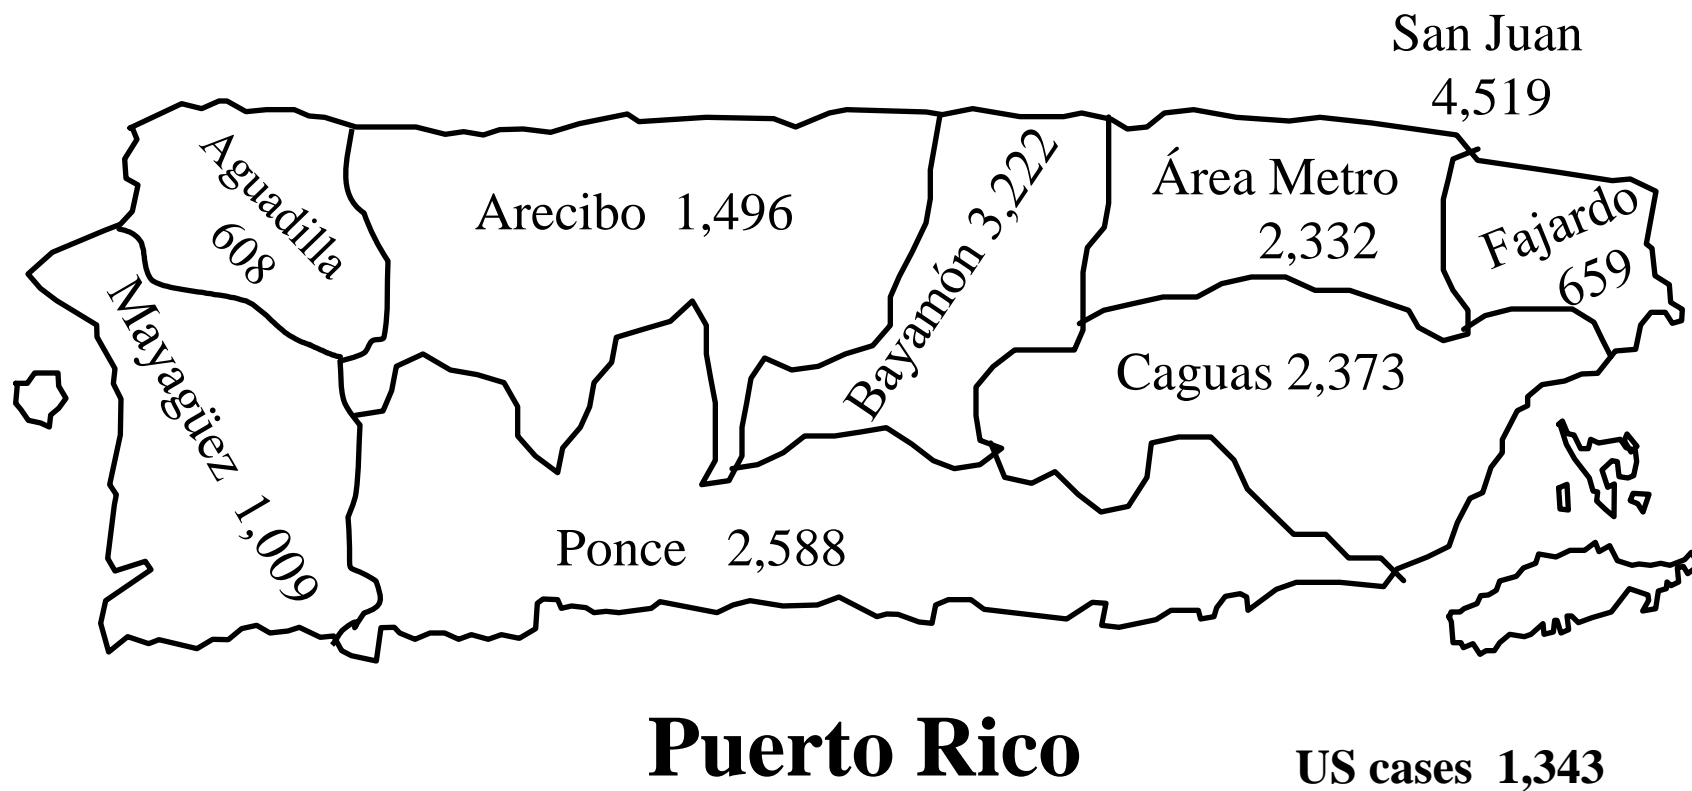 San Juan
4,519
Aguadilla
608
Arecibo 1,496
Bayamón 3,222
Área Metro
2,332
Fajardo
659
Mayagüez 1,009
Caguas 2,373
Ponce 2,588
Puerto Rico
US cases 1,343